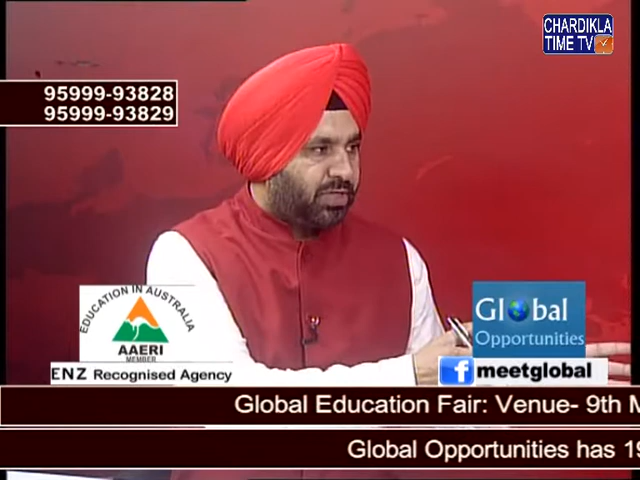 CHARDIKLA
TIME TV
95999-93828
95999-93829
EDUCATION IN AUSTRALIA
AAERI
MEMBER
ENZ Recognised Agency
Global
Opportunities
f meetglobal
Global Education Fair: Venue- 9th M
Global Opportunities has 19